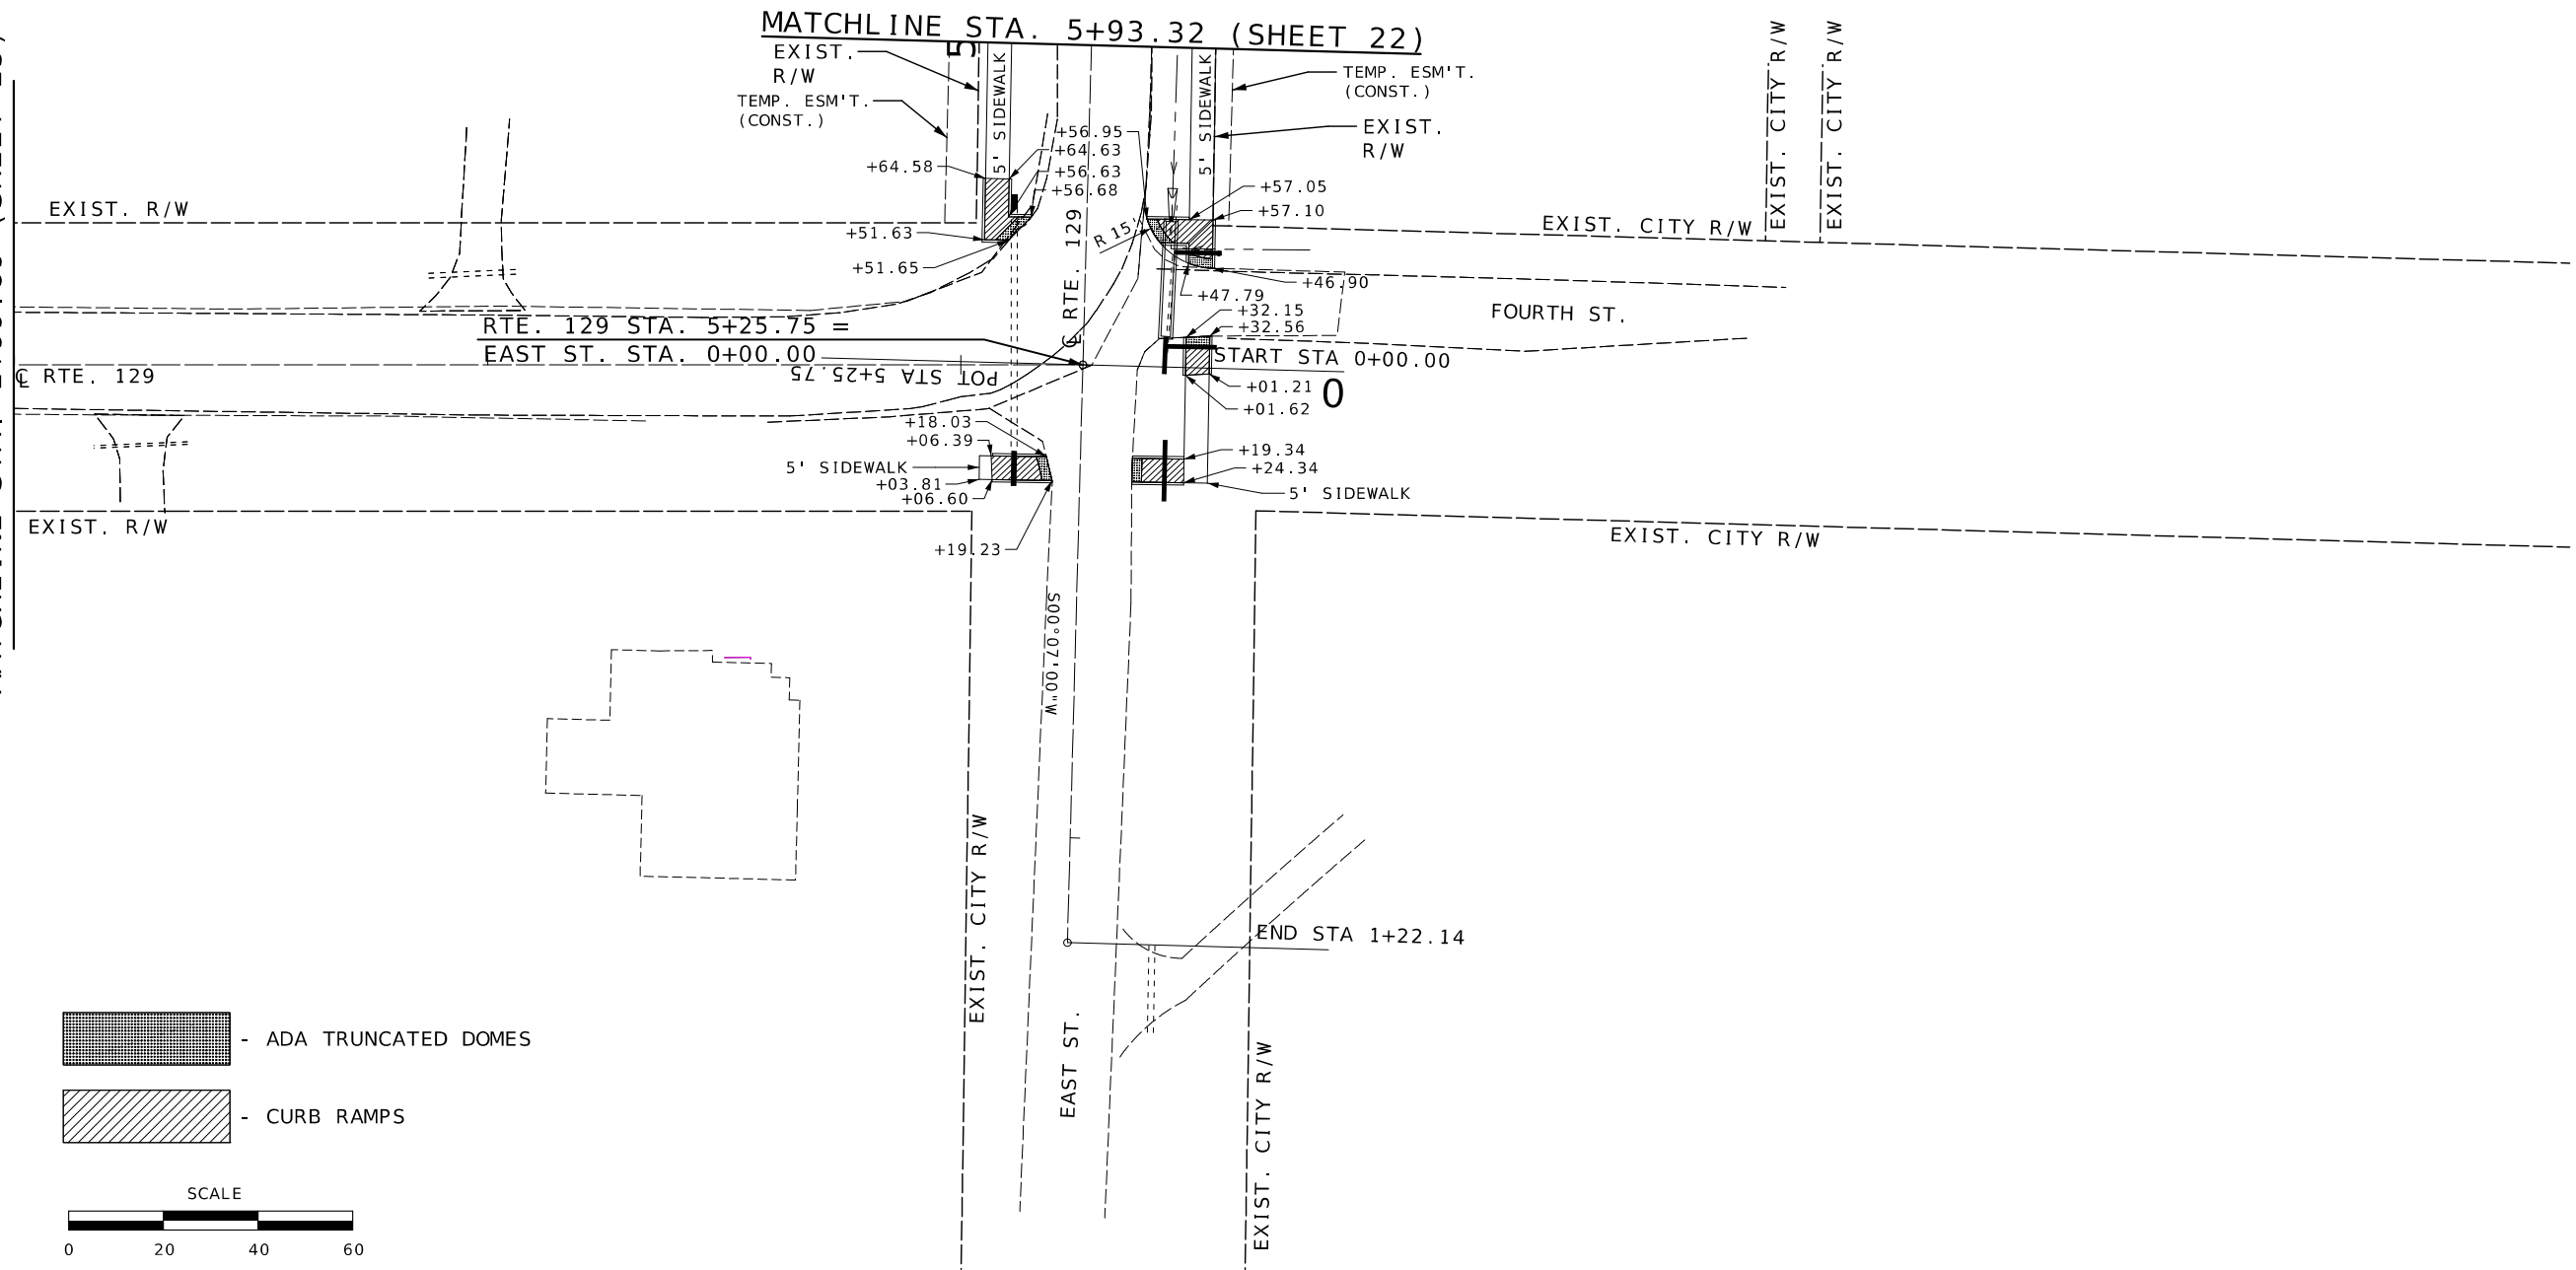 MATCHLINE STA. 5+93.32 (SHEET 22)
EXIST.
R/W
TEMP. ESM'T.
(CONST.)
5
5' SIDEWALK
5' SIDEWALK
TEMP. ESM'T.
(CONST.)
EXIST.
R/W
EXIST. CITY R/W
EXIST. CITY R/W
+56.95
+64.63
+64.58
+56.63
+56.68
+57.05
+57.10
EXIST. R/W
+51.63
+51.65
R 15'
℄ RTE. 129
EXIST. CITY R/W
+46.90
+47.79
+32.15
+32.56
FOURTH ST.
RTE. 129 STA. 5+25.75 =
EAST ST. STA. 0+00.00
POT STA 5+25.75
START STA 0+00.00
℄ RTE. 129
+01.21
0
+01.62
+18.03
+06.39
5' SIDEWALK
+03.81
+06.60
+19.34
+24.34
5' SIDEWALK
EXIST. R/W
EXIST. CITY R/W
+19.23
S00°07'00"W
EXIST. CITY R/W
END STA 1+22.14
EAST ST.
EXIST. CITY R/W
- ADA TRUNCATED DOMES
- CURB RAMPS
SCALE
0 20 40 60